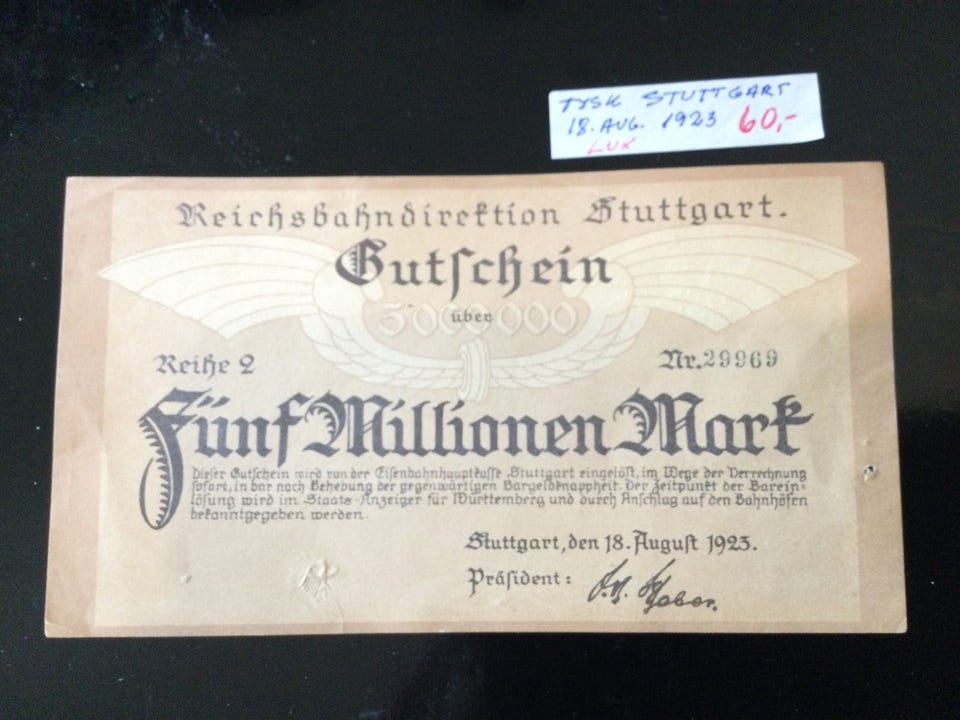 TYSK STUTTGART
18. AUG. 1923 60,-
LUX
Reichsbahndirektion Stuttgart.
Gutschein
über
5000000
Reihe 2
Nr. 29969
Fünf Millionen Mark
Dieser Gutschein wird von der Eisenbahnhauptkasse Stuttgart eingelöst, im Wege der Verrechnung
sofort, in bar nach Behebung der gegenwärtigen Bargeldknappheit. Der Zeitpunkt der Barein-
lösung wird im Staats-Anzeiger für Württemberg und durch Anschlag auf den Bahnhöfen
bekanntgegeben werden.
Stuttgart, den 18. August 1923.
Präsident: